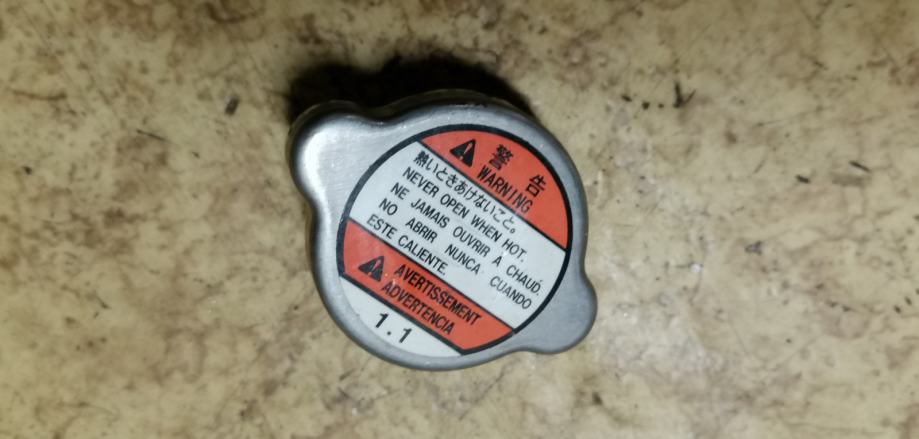 警告
WARNING
熱いときあけないこと。
NEVER OPEN WHEN HOT.
NE JAMAIS OUVRIR À CHAUD.
NO ABRIR NUNCA CUANDO
ESTE CALIENTE.
AVERTISSEMENT
ADVERTENCIA
1.1